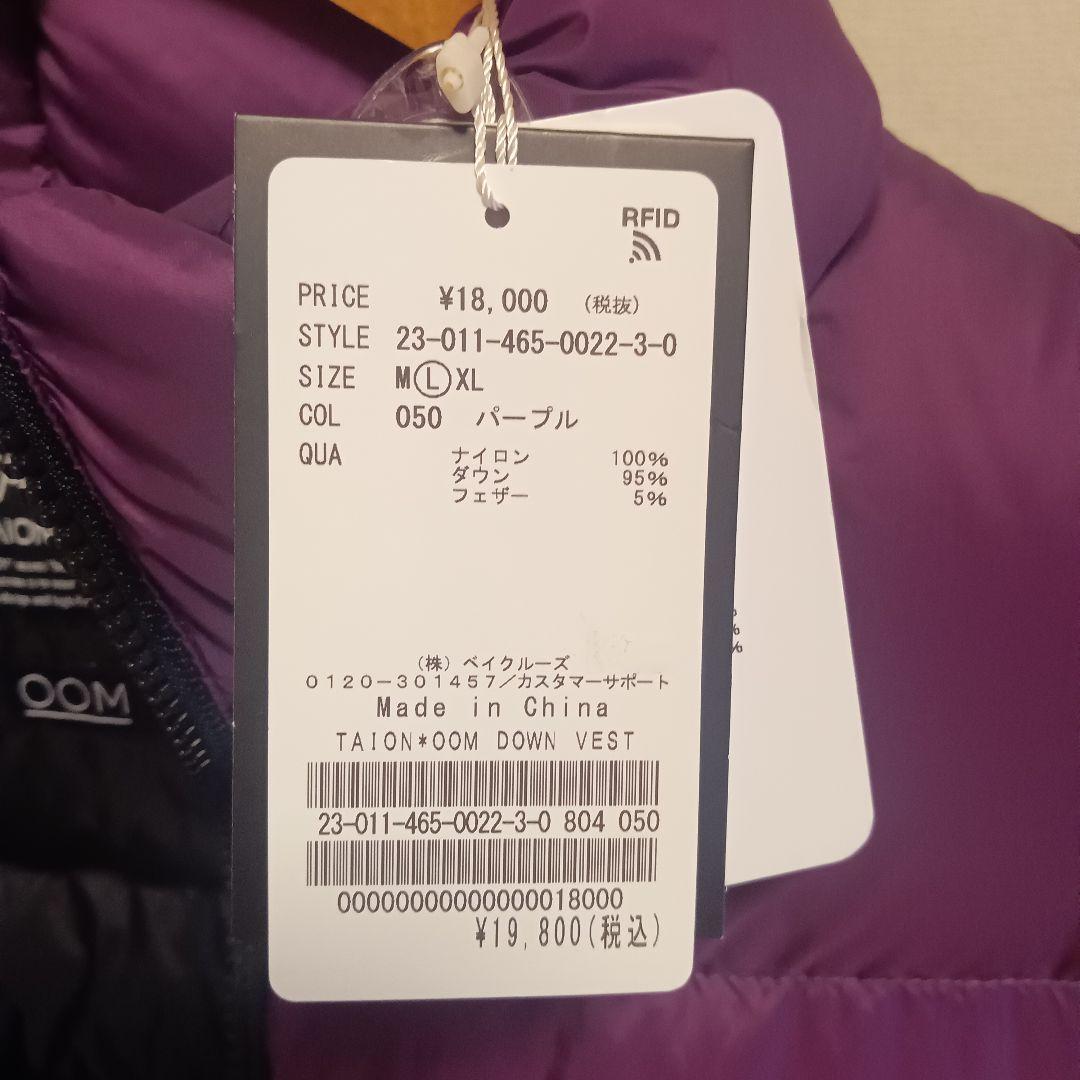 RFID
PRICE ¥18,000 （税抜）
STYLE 23-011-465-0022-3-0
SIZE M Ⓛ XL
COL 050 パープル
QUA ナイロン 100%
ダウン 95%
フェザー 5%
（株）ベイクルーズ
0120-301457/カスタマーサポート
Made in China
TAION*OOM DOWN VEST
23-011-465-0022-3-0 804 050
00000000000000018000
¥19,800(税込)
OOM